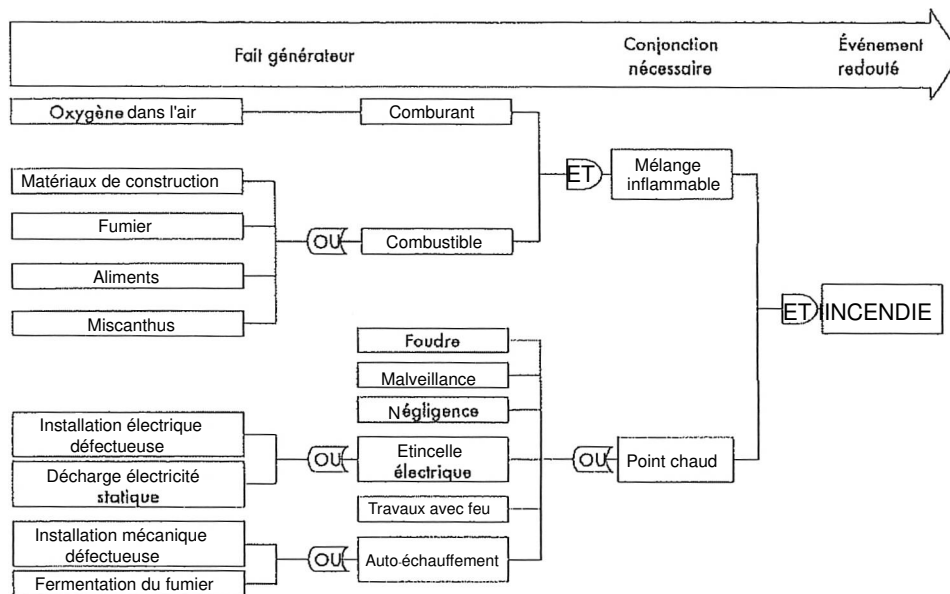 Fait générateur
Conjonction
nécessaire
Événement
redouté
Oxygène dans l'air
Comburant
ET
Mélange
inflammable
Matériaux de construction
Fumier
OU
Combustible
Aliments
Miscanthus
ET
INCENDIE
Foudre
Malveillance
Négligence
Installation électrique
défectueuse
OU
Etincelle
électrique
OU
Point chaud
Décharge électricité
statique
Travaux avec feu
Installation mécanique
défectueuse
OU
Auto-échauffement
Fermentation du fumier